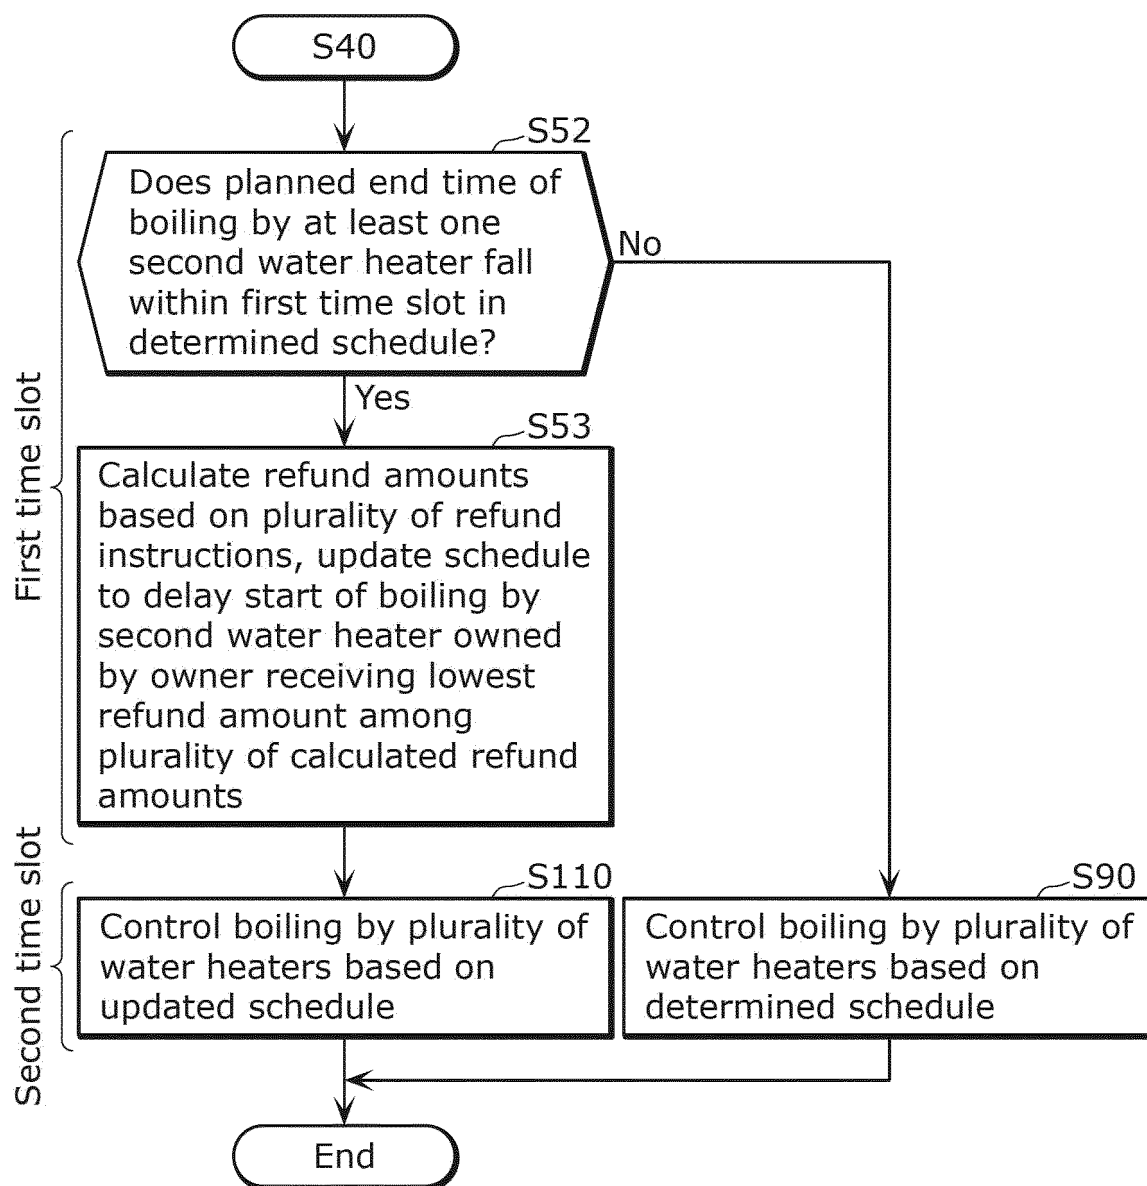 S40
S52
Does planned end time of
boiling by at least one
second water heater fall
within first time slot in
determined schedule?
No
Yes
First time slot
S53
Calculate refund amounts
based on plurality of refund
instructions, update schedule
to delay start of boiling by
second water heater owned
by owner receiving lowest
refund amount among
plurality of calculated refund
amounts
Second time slot
S110
Control boiling by plurality of
water heaters based on
updated schedule
S90
Control boiling by plurality of
water heaters based on
determined schedule
End